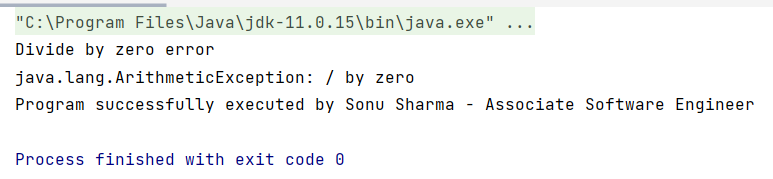 "C:\Program Files\Java\jdk-11.0.15\bin\java.exe" ...
Divide by zero error
java.lang.ArithmeticException: / by zero
Program successfully executed by Sonu Sharma - Associate Software Engineer
Process finished with exit code 0